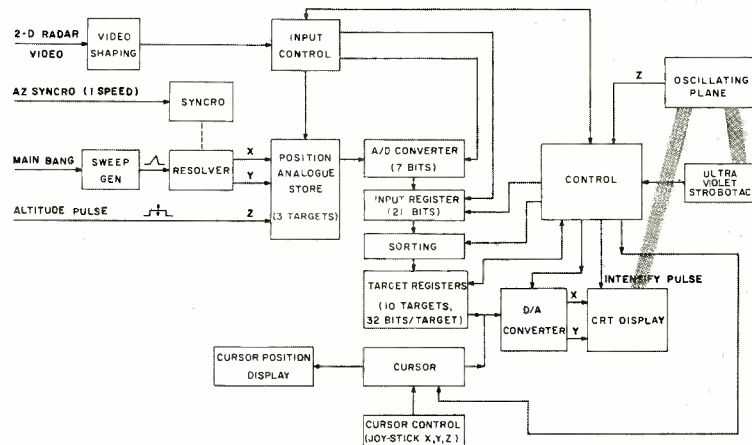 2-D RADAR
VIDEO
VIDEO
SHAPING
INPUT
CONTROL
Z
OSCILLATING
PLANE
AZ SYNCRO (1 SPEED)
SYNCRO
MAIN BANG
SWEEP
GEN
RESOLVER
X
Y
POSITION
ANALOGUE
STORE
(3 TARGETS)
A/D CONVERTER
(7 BITS)
CONTROL
ULTRA
VIOLET
STROBOTAC
ALTITUDE PULSE
Z
INPUT REGISTER
(21 BITS)
SORTING
TARGET REGISTERS
(10 TARGETS,
32 BITS/TARGET)
INTENSIFY PULSE
D/A
CONVERTER
X
Y
CRT DISPLAY
CURSOR POSITION
DISPLAY
CURSOR
CURSOR CONTROL
(JOY-STICK X,Y,Z)